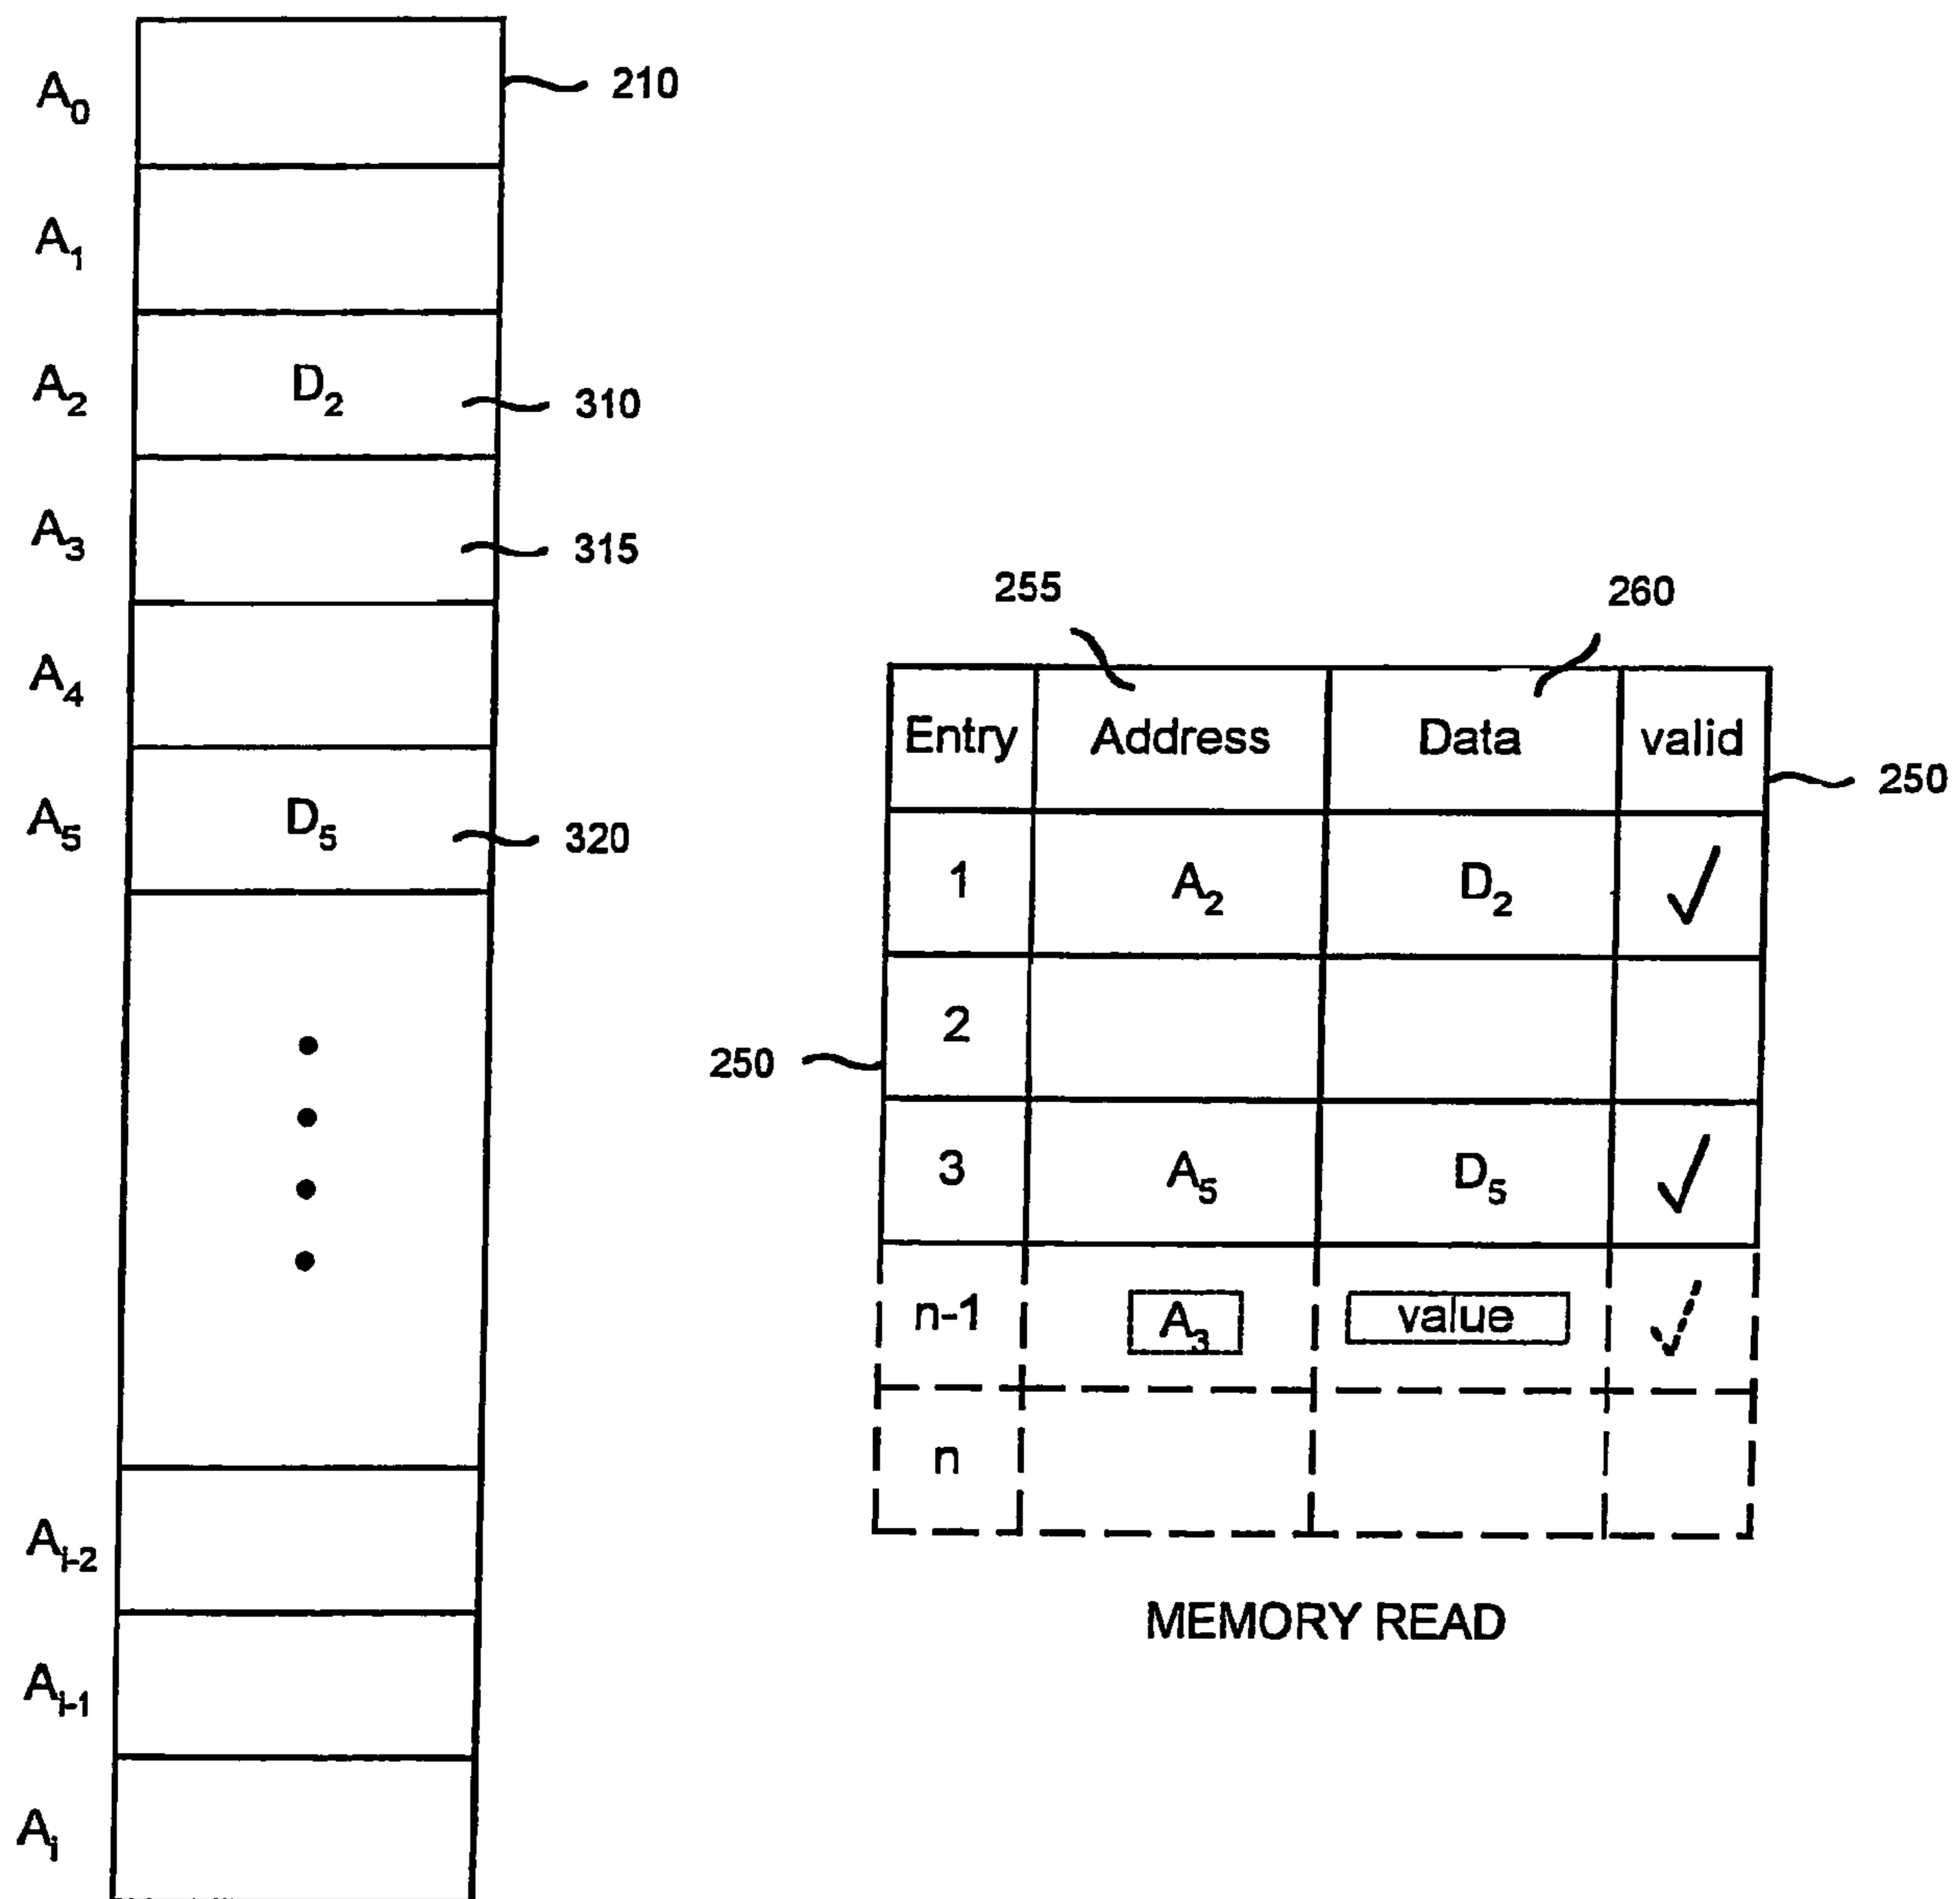 A₀ 210
A₁
A₂ D₂ 310
A₃ 315
A₄
A₅ D₅ 320
Aᵢ₋₂
Aᵢ₋₁
Aᵢ
255 260
Entry Address Data valid 250
1 A₂ D₂ ✓
2
250
3 A₅ D₅ ✓
n-1 A₃ value ✓
n
MEMORY READ